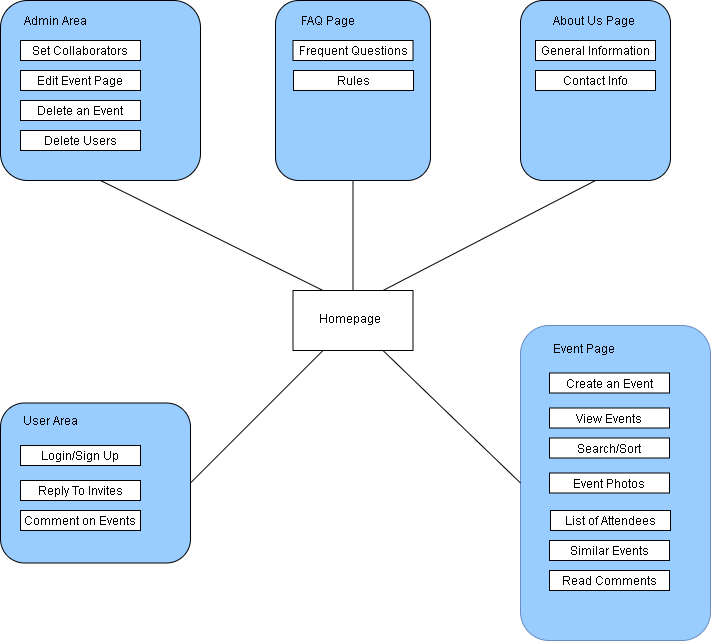 Admin Area
Set Collaborators
Edit Event Page
Delete an Event
Delete Users
FAQ Page
Frequent Questions
Rules
About Us Page
General Information
Contact Info
Homepage
User Area
Login/Sign Up
Reply To Invites
Comment on Events
Event Page
Create an Event
View Events
Search/Sort
Event Photos
List of Attendees
Similar Events
Read Comments